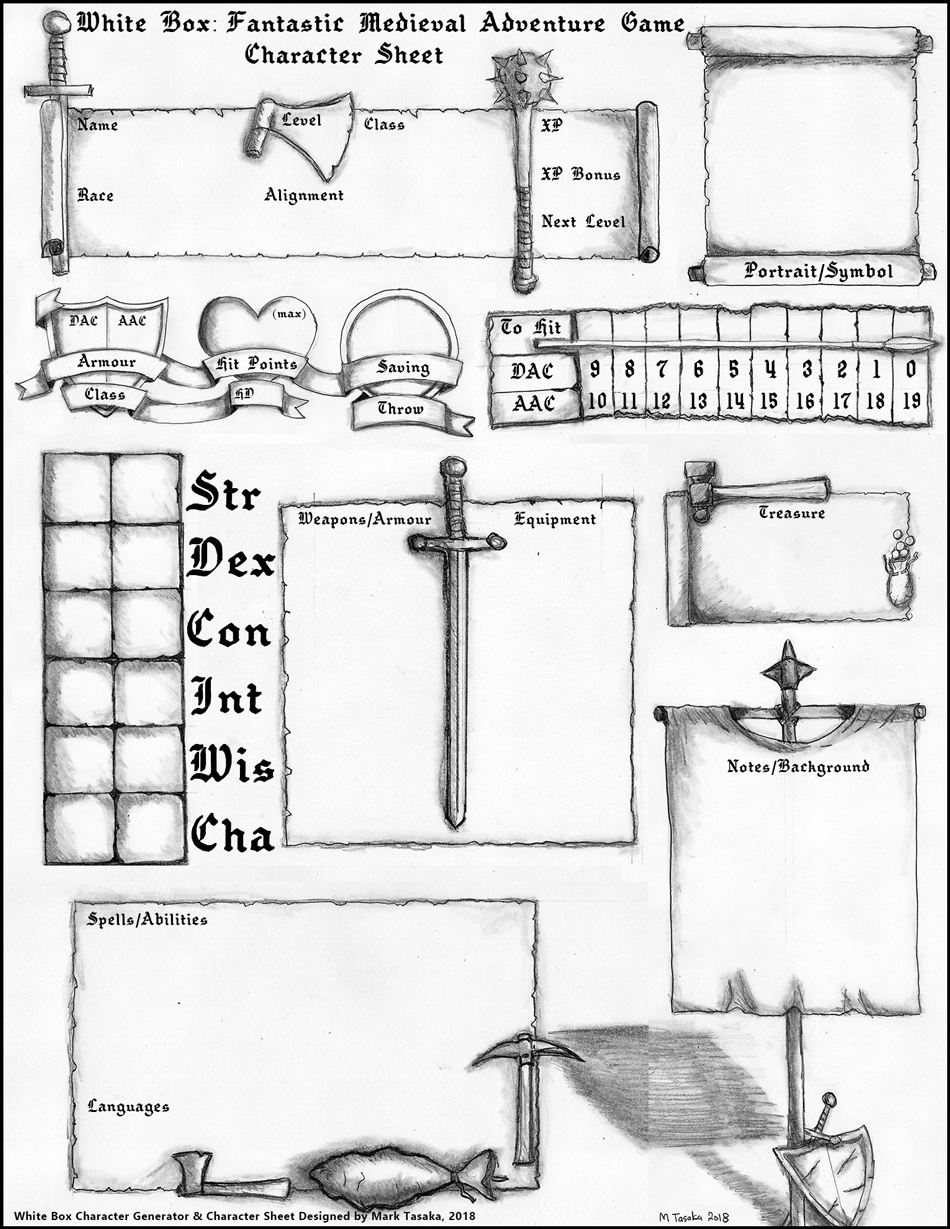 White Box: Fantastic Medieval Adventure Game
Character Sheet
Name
Level
Class
XP
Race
Alignment
XP Bonus
Next Level
Portrait/Symbol
DAC AAC
Armour
Class
(max)
Hit Points
HD
Saving
Throw
To Hit
DAC 9 8 7 6 5 4 3 2 1 0
AAC 10 11 12 13 14 15 16 17 18 19
Str
Dex
Con
Int
Wis
Cha
Weapons/Armour
Equipment
Treasure
Notes/Background
Spells/Abilities
Languages
White Box Character Generator & Character Sheet Designed by Mark Tasaka, 2018
M Tasaka 2018